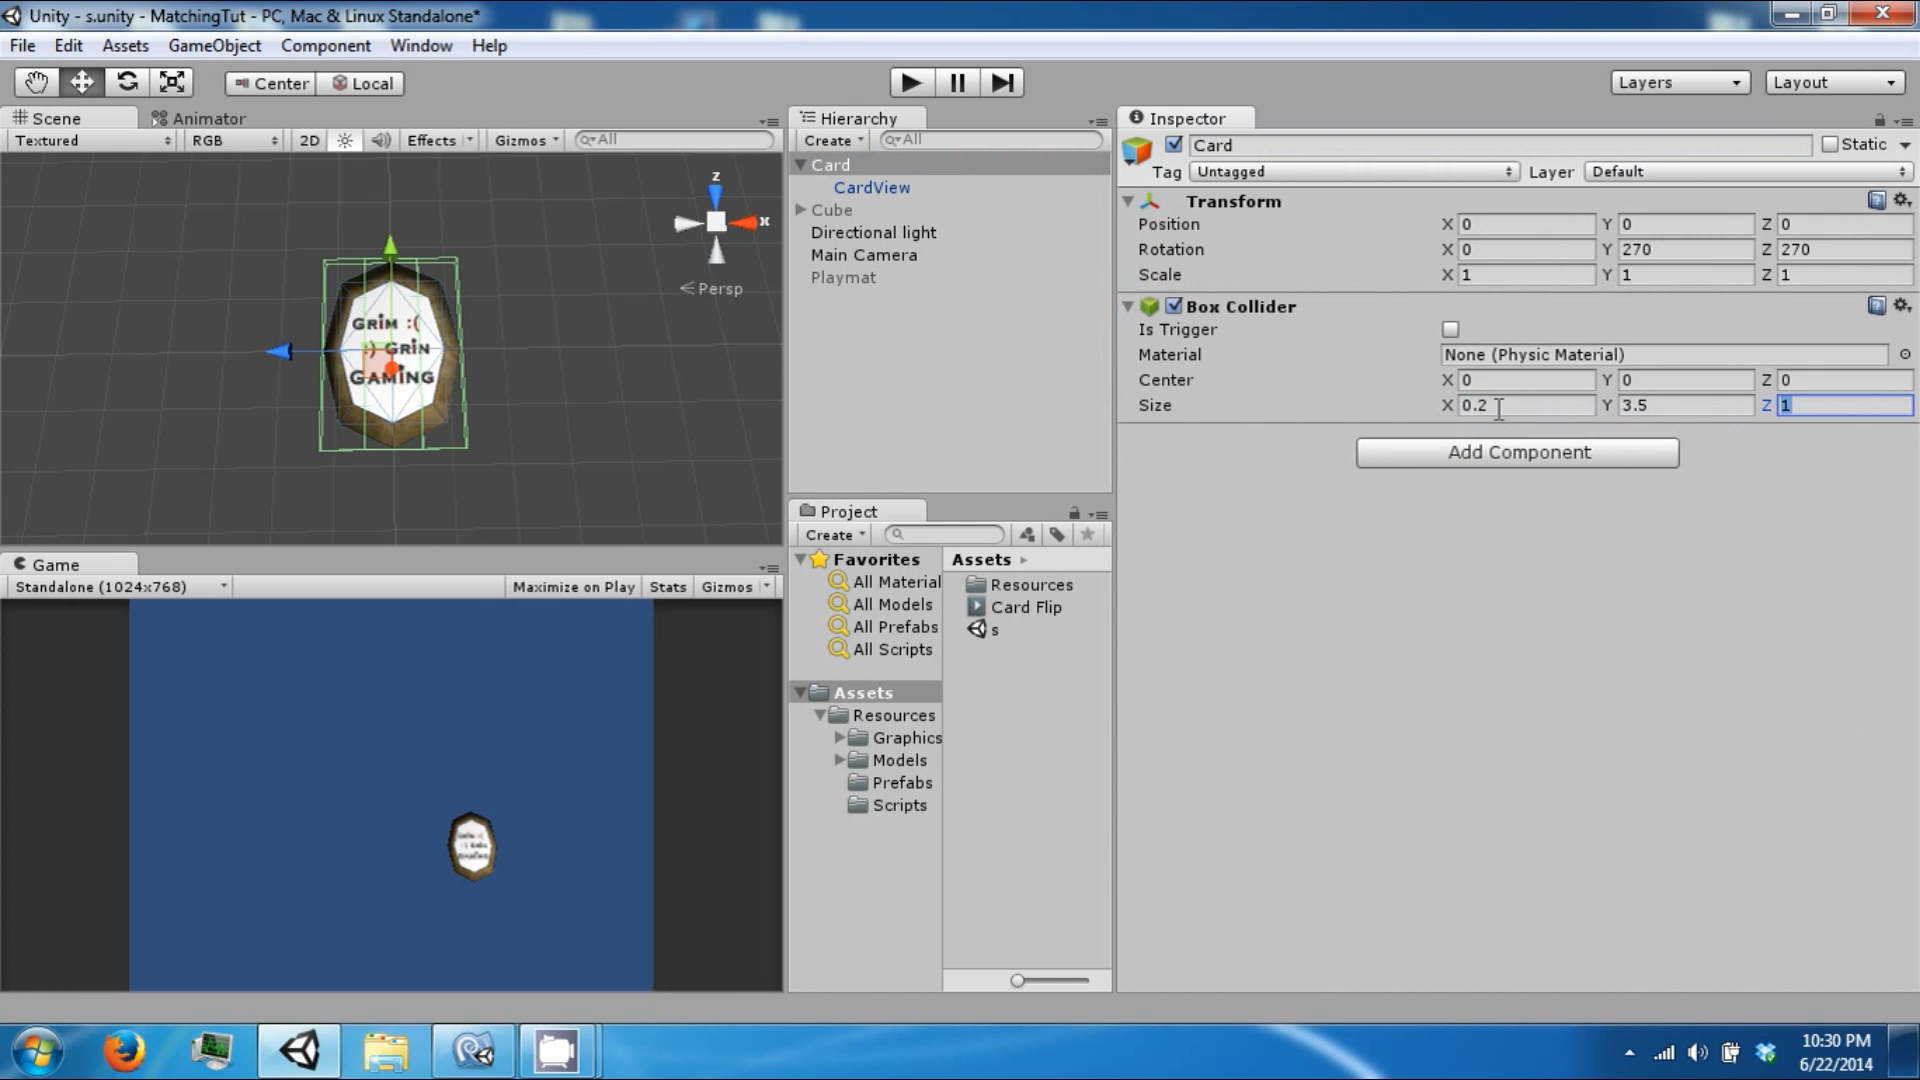 Unity - s.unity - MatchingTut - PC, Mac & Linux Standalone*
File Edit Assets GameObject Component Window Help
Center Local Layers Layout
Scene Animator
Textured RGB 2D Effects Gizmos All
z
x
Persp
GRIM :(
:) GRIN
GAMING
Game
Standalone (1024x768) Maximize on Play Stats Gizmos
Hierarchy
Create All
Card
CardView
Cube
Directional light
Main Camera
Playmat
Project
Create
Favorites
All Material
All Models
All Prefabs
All Scripts
Assets
Resources
Graphics
Models
Prefabs
Scripts
Assets
Resources
Card Flip
s
Inspector
Card Static
Tag Untagged Layer Default
Transform
Position X 0 Y 0 Z 0
Rotation X 0 Y 270 Z 270
Scale X 1 Y 1 Z 1
Box Collider
Is Trigger
Material None (Physic Material)
Center X 0 Y 0 Z 0
Size X 0.2 Y 3.5 Z 1
Add Component
10:30 PM
6/22/2014